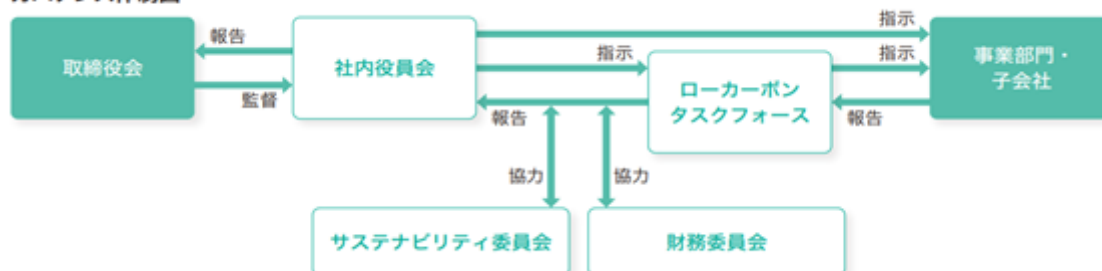 報告
指示
取締役会
社内役員会
指示
指示
事業部門・
子会社
監督
ローカーボン
タスクフォース
報告
報告
協力
協力
サステナビリティ委員会
財務委員会